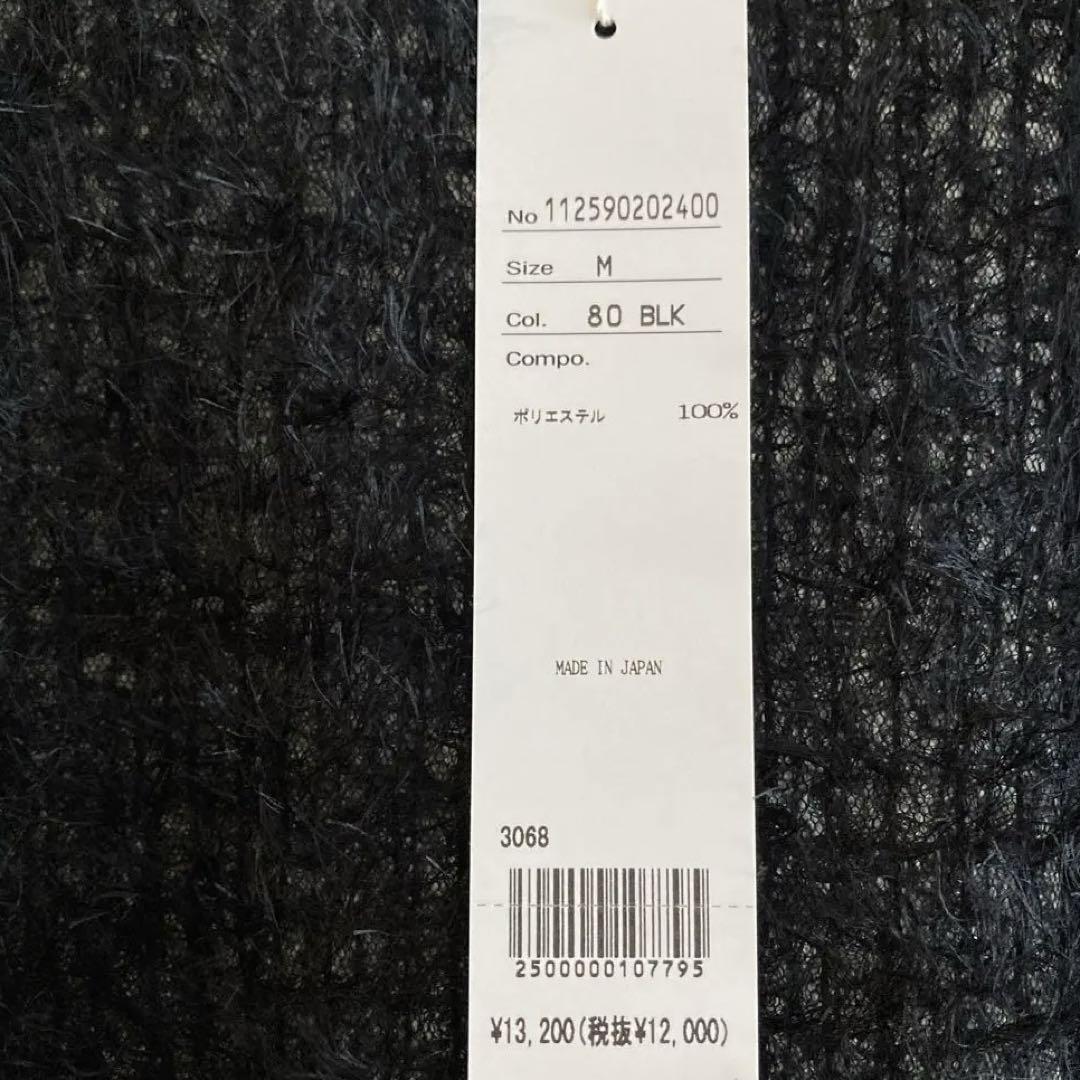 No 112590202400
Size M
Col. 80 BLK
Compo.
ポリエステル 100%
MADE IN JAPAN
3068
2500000107795
¥13,200(税抜¥12,000)